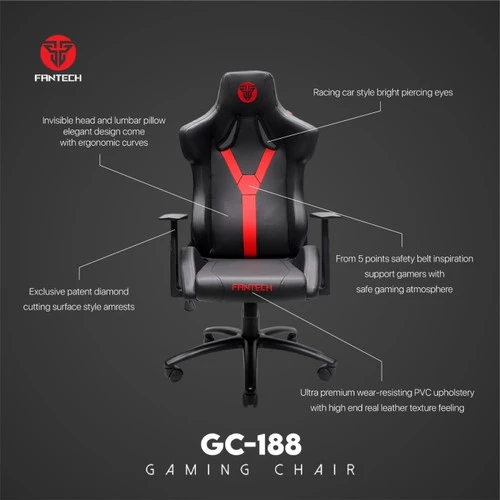 FANTECH
Racing car style bright piercing eyes
Invisible head and lumbar pillow
elegant design come
with ergonomic curves
From 5 points safety belt inspiration
support gamers with
safe gaming atmosphere
Exclusive patent diamond
cutting surface style amrests
FANTECH
Ultra premium wear-resisting PVC upholstery
with high end real leather texture feeling
GC-188
GAMING CHAIR